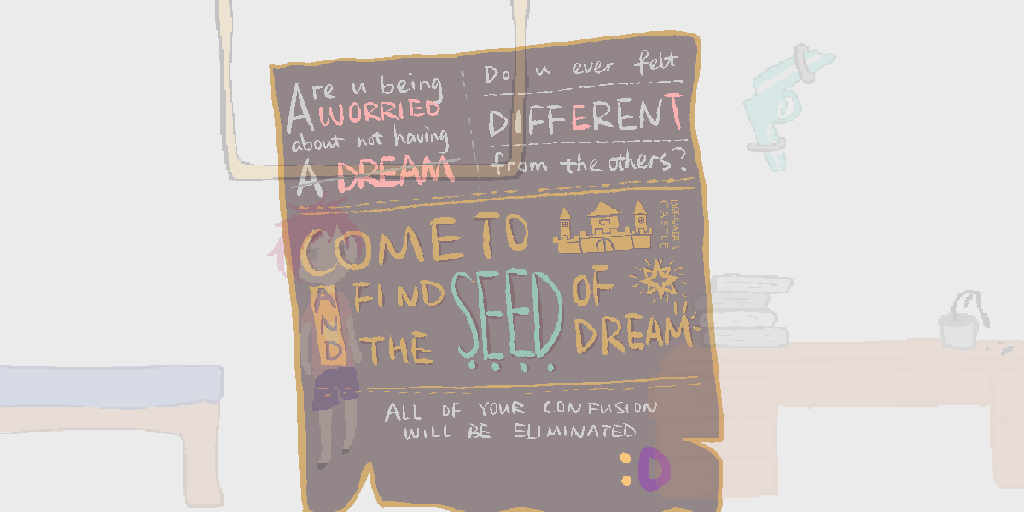 Are u being
WORRIED
about not having
A DREAM
Do u ever felt
DIFFERENT
from the others?
COME TO
DESIGNER'S
CASTLE
AND FIND
THE SEED OF
DREAM
ALL OF YOUR CONFUSION
WILL BE ELIMINATED
:D